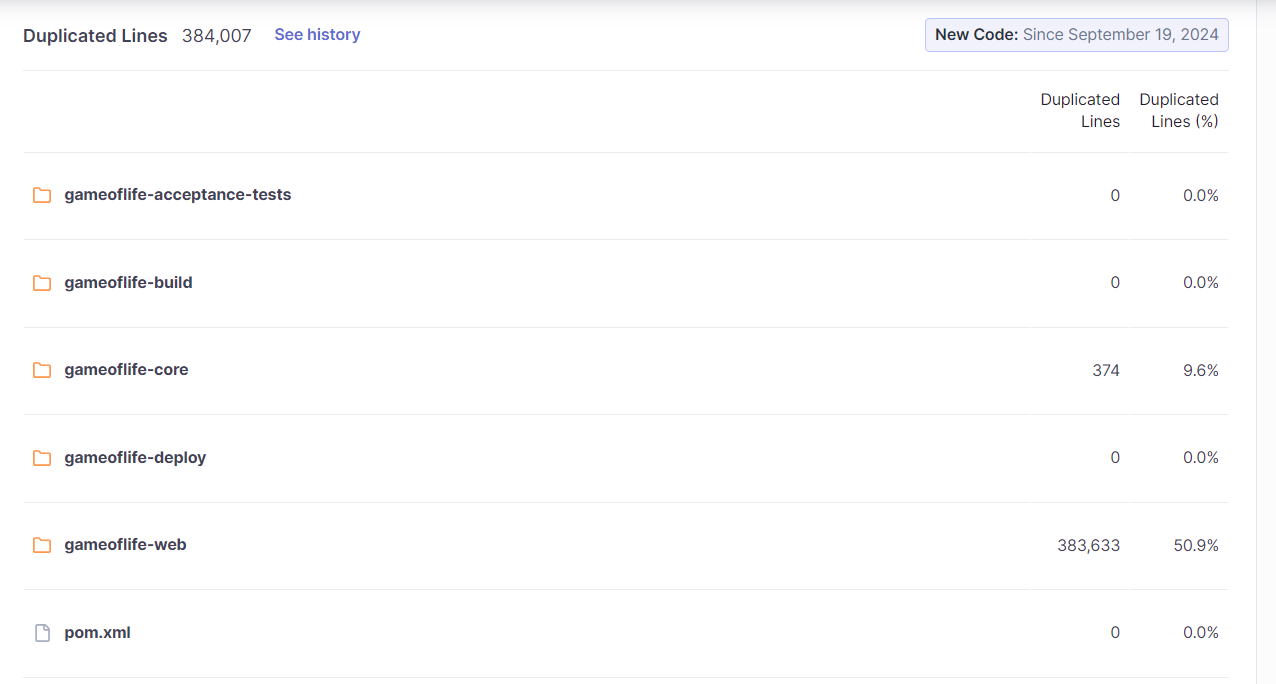 Duplicated Lines 384,007 See history New Code: Since September 19, 2024
Duplicated Duplicated
Lines Lines (%)
gameoflife-acceptance-tests 0 0.0%
gameoflife-build 0 0.0%
gameoflife-core 374 9.6%
gameoflife-deploy 0 0.0%
gameoflife-web 383,633 50.9%
pom.xml 0 0.0%